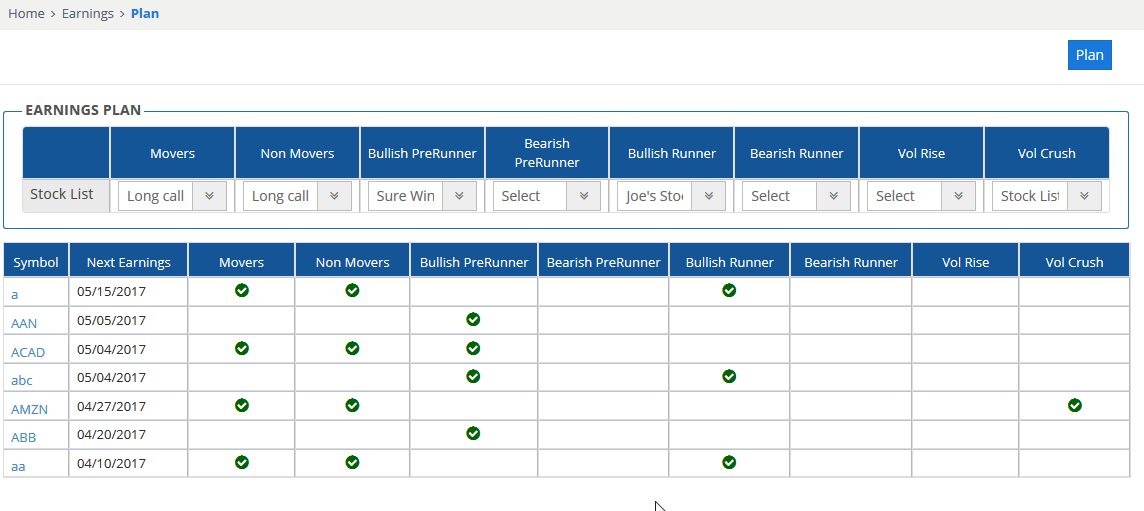 Home > Earnings > Plan
Plan
EARNINGS PLAN
Movers Non Movers Bullish PreRunner Bearish PreRunner Bullish Runner Bearish Runner Vol Rise Vol Crush
Stock List Long call Long call Sure Win Select Joe's Sto Select Select Stock List
Symbol Next Earnings Movers Non Movers Bullish PreRunner Bearish PreRunner Bullish Runner Bearish Runner Vol Rise Vol Crush
a 05/15/2017
AAN 05/05/2017
ACAD 05/04/2017
abc 05/04/2017
AMZN 04/27/2017
ABB 04/20/2017
aa 04/10/2017